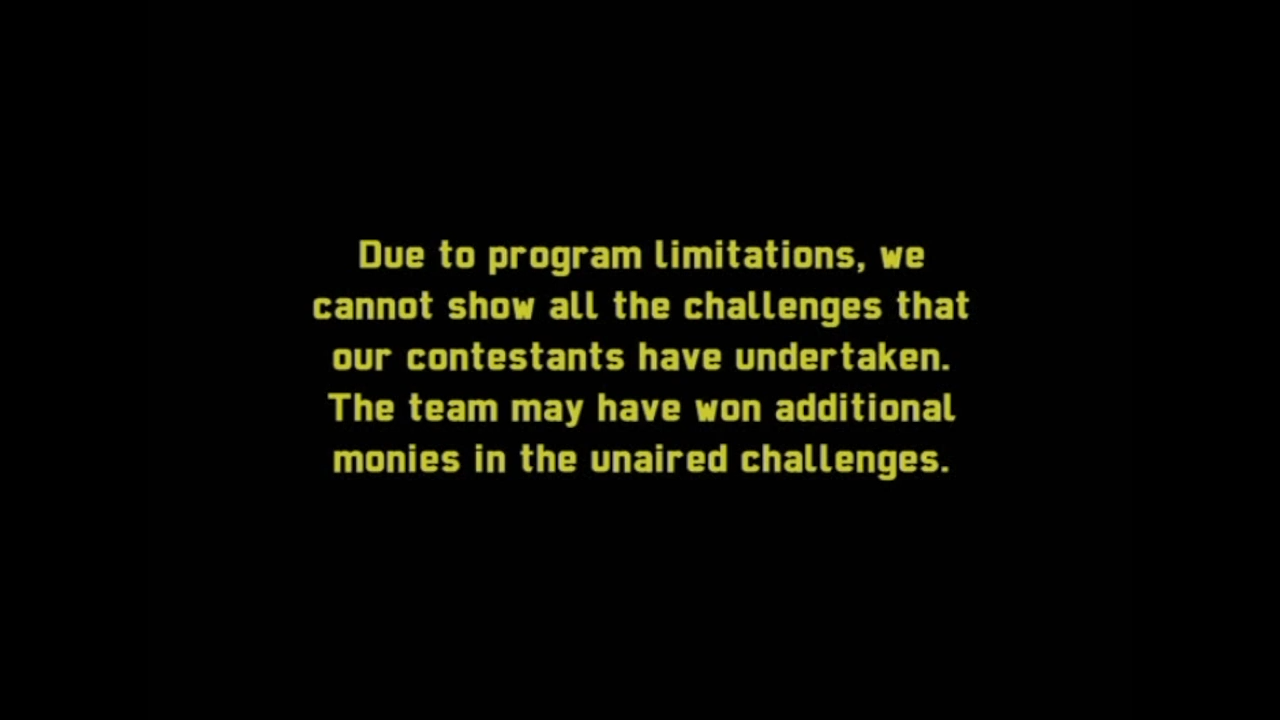 Due to program limitations, we
cannot show all the challenges that
our contestants have undertaken.
The team may have won additional
monies in the unaired challenges.